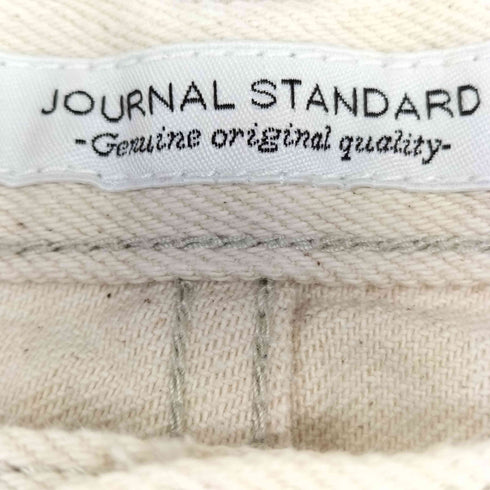 JOURNAL STANDARD
-Genuine original quality-